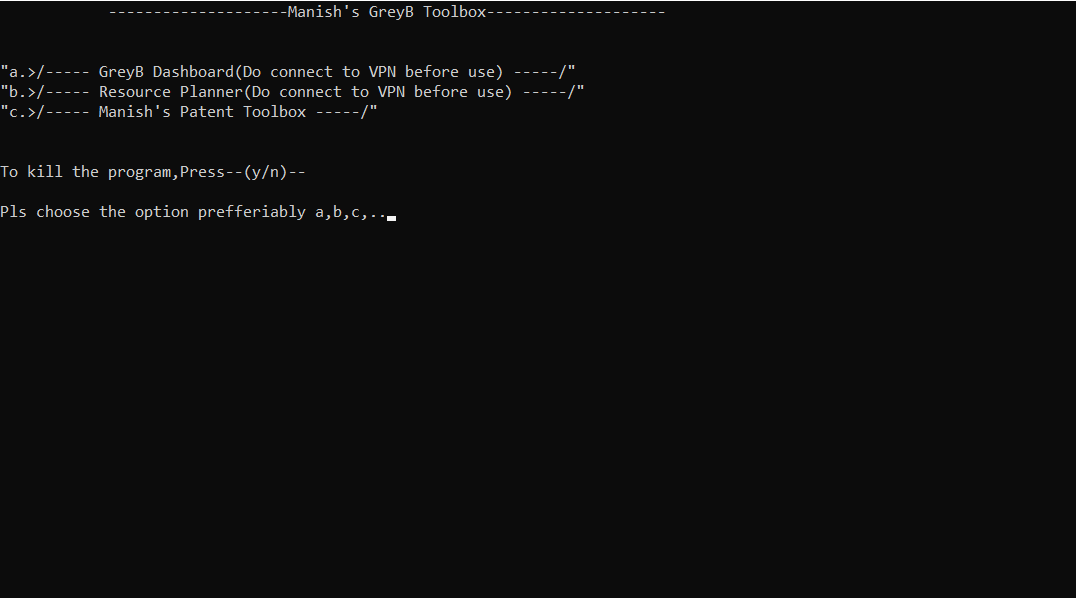 --------------------Manish's GreyB Toolbox--------------------
"a.>/----- GreyB Dashboard(Do connect to VPN before use) -----/"
"b.>/----- Resource Planner(Do connect to VPN before use) -----/"
"c.>/----- Manish's Patent Toolbox -----/"
To kill the program,Press--(y/n)--
Pls choose the option prefferiably a,b,c,..